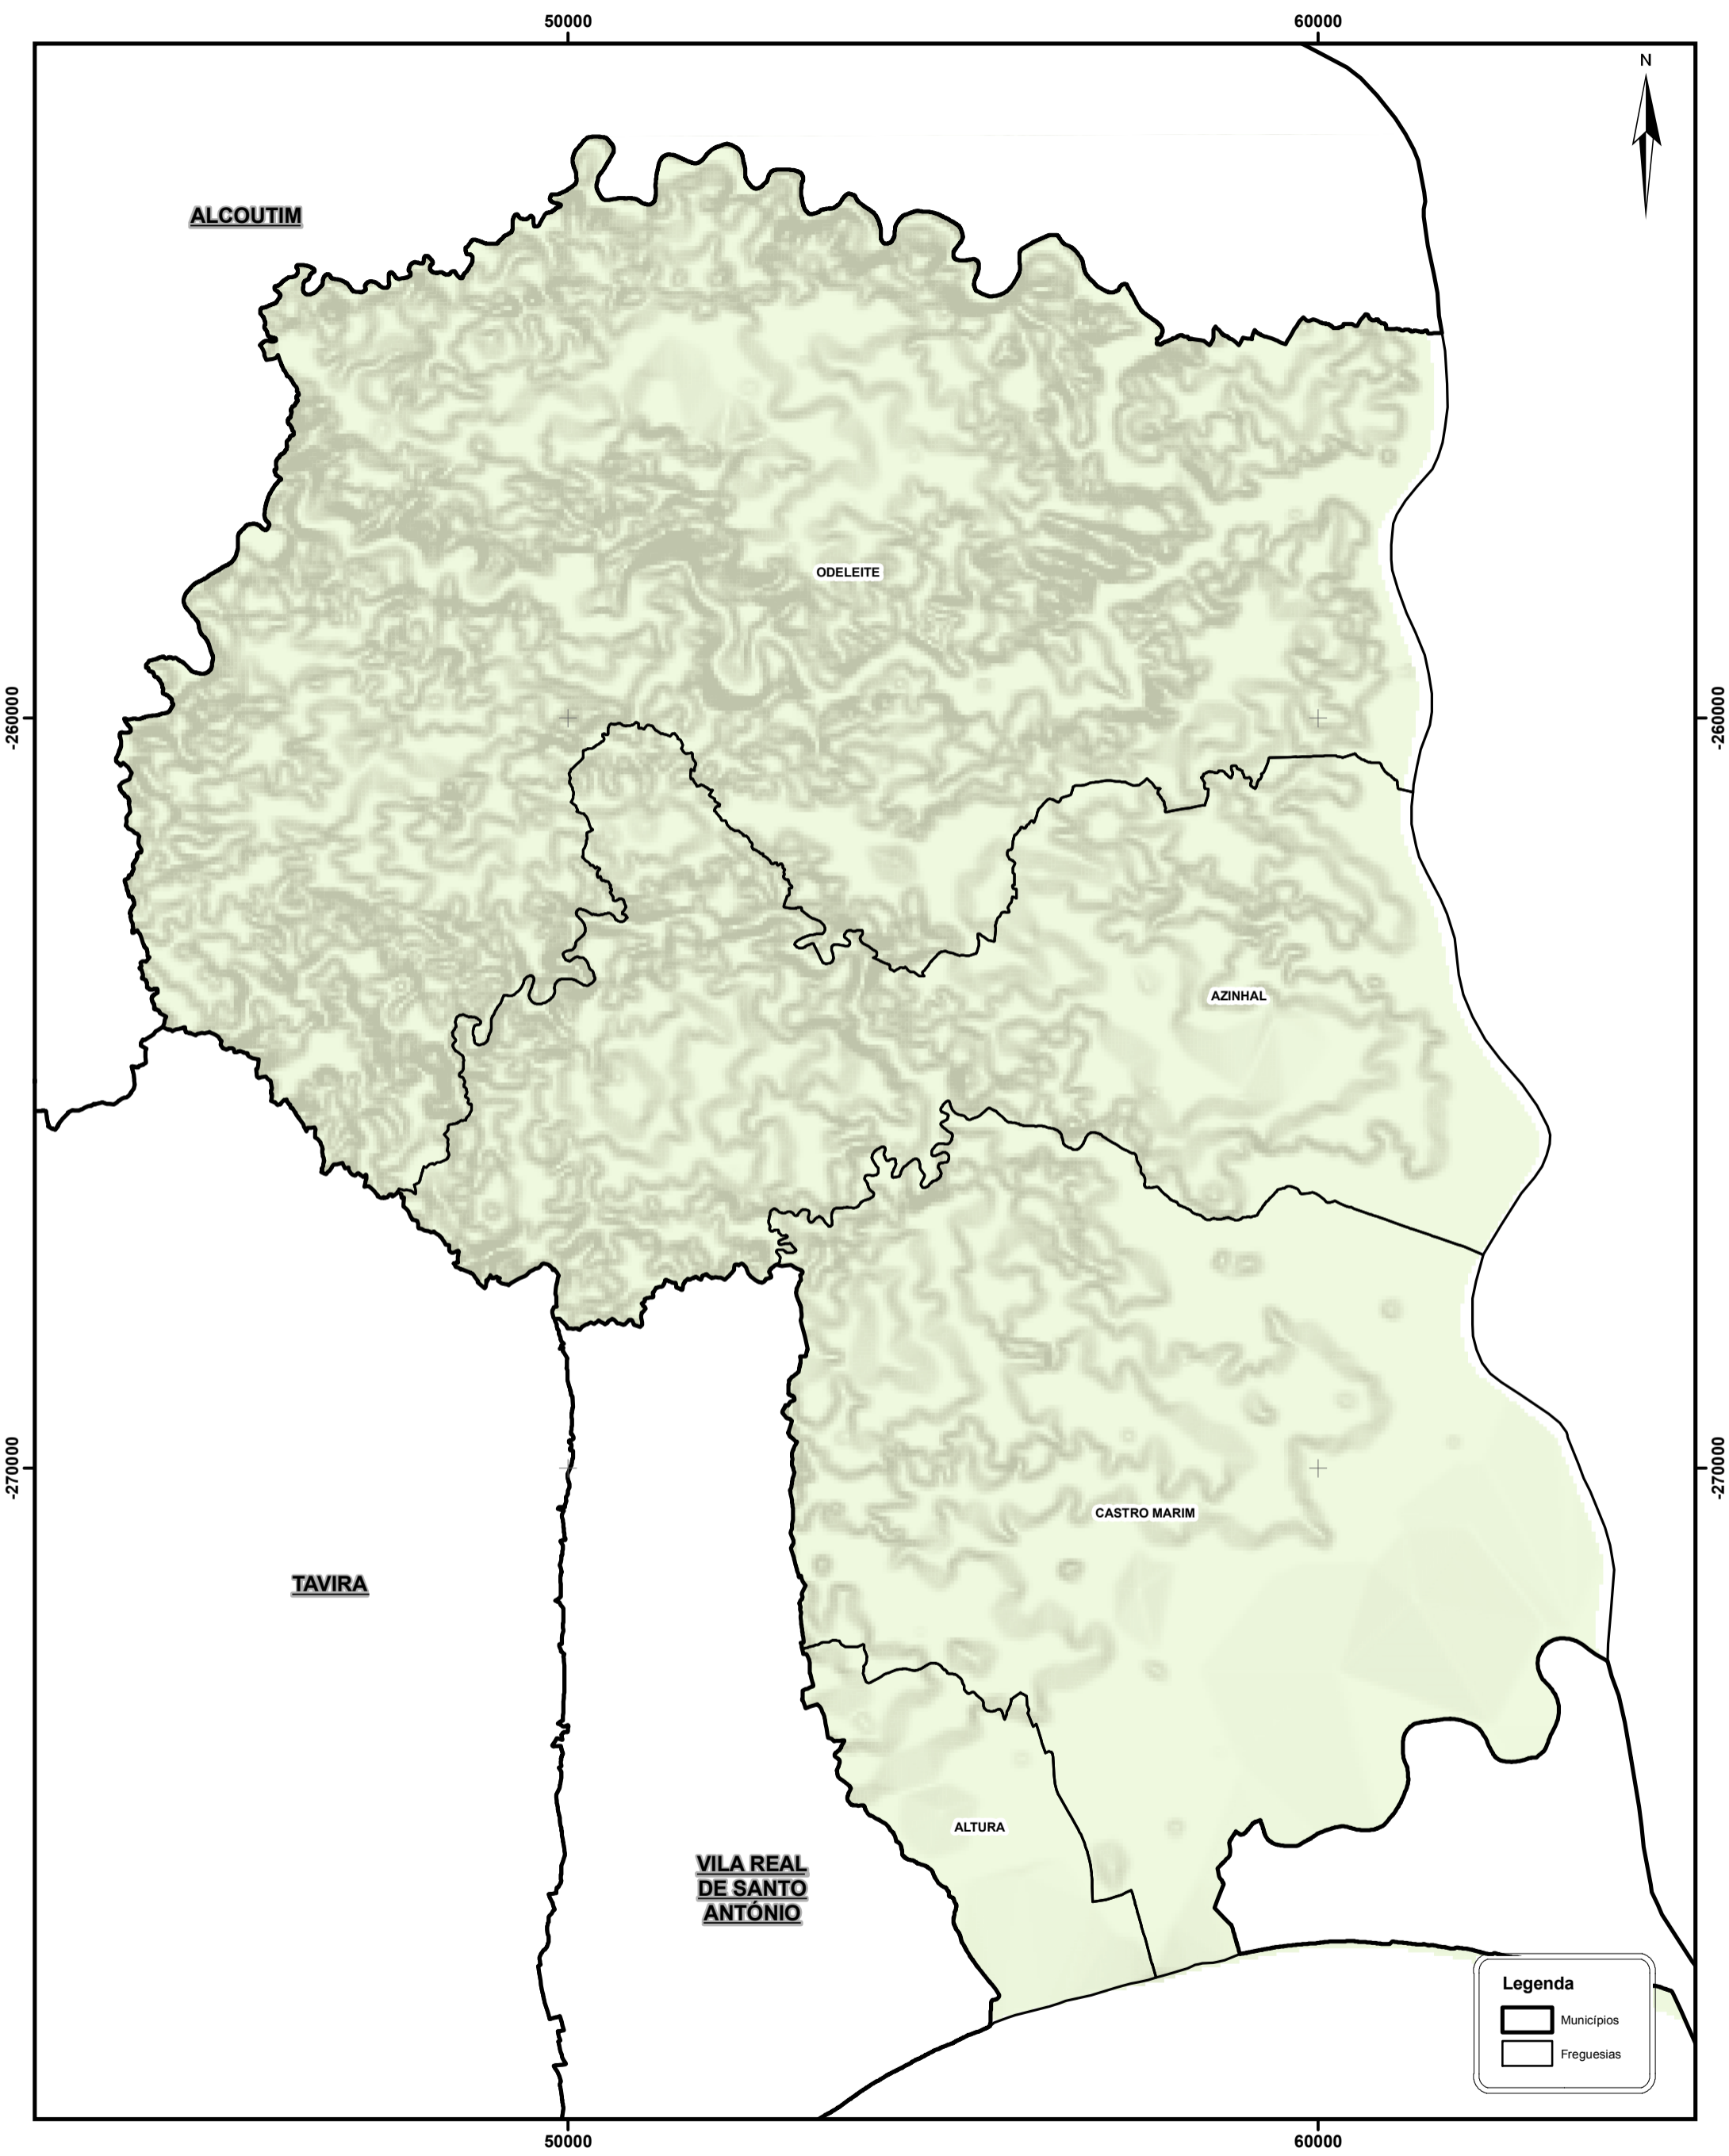 50000
60000
N
ALCOUTIM
ODELEITE
-260000
-260000
AZINHAL
-270000
-270000
CASTRO MARIM
TAVIRA
ALTURA
VILA REAL
DE SANTO
ANTÓNIO
Legenda
Municípios
Freguesias
50000
60000